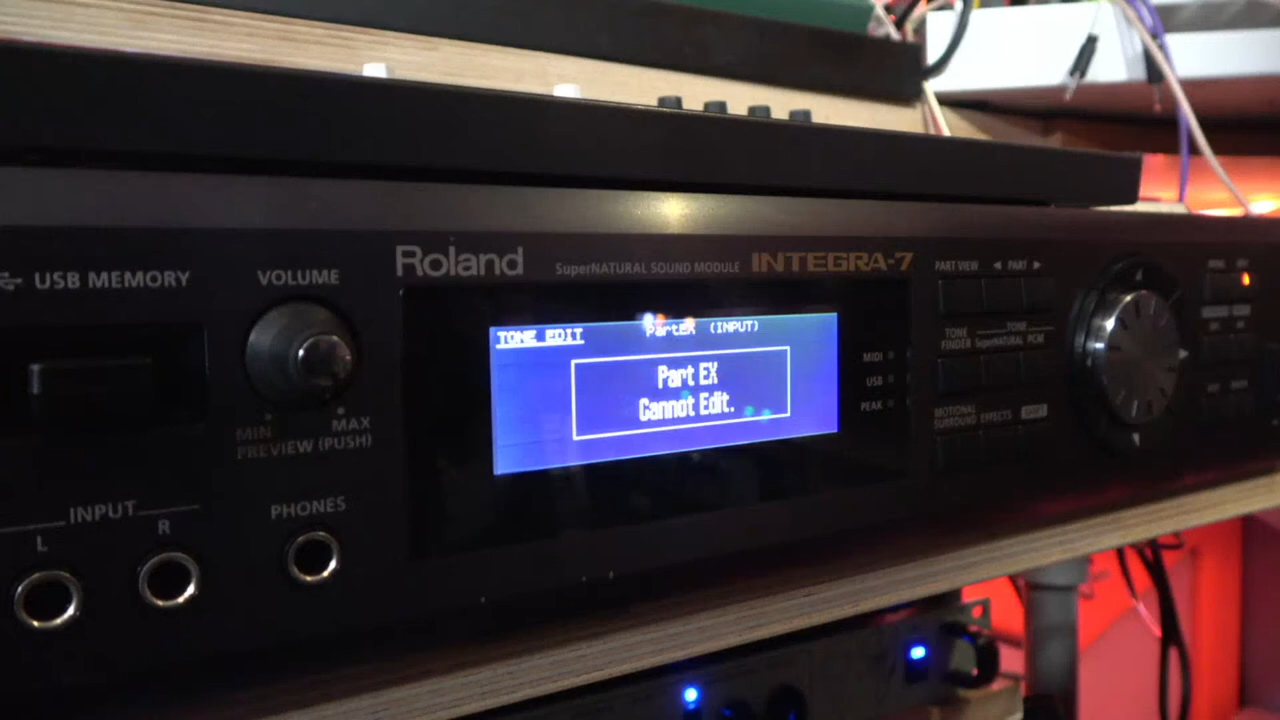 USB MEMORY
VOLUME
MIN
MAX
PREVIEW (PUSH)
INPUT
L
R
PHONES
Roland
SuperNATURAL SOUND MODULE
INTEGRA-7
TONE EDIT
PartEX (INPUT)
Part EX
Cannot Edit.
MIDI
USB
PEAK
PART VIEW
◀ PART ▶
TONE
FINDER
TONE
SuperNATURAL PCM
MOTIONAL
SURROUND
EFFECTS
SHIFT